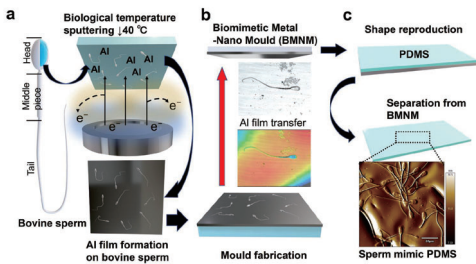 a
Biological temperature
sputtering ↓40 °C
Head
Middle
piece
Tail
Al
Al Al
Al Al
e⁻
e⁻
e⁻ e⁻
Bovine sperm
Al film formation
on bovine sperm
b
Biomimetic Metal
-Nano Mould (BMNM)
Al film transfer
Mould fabrication
c
Shape reproduction
PDMS
Separation from
BMNM
Sperm mimic PDMS